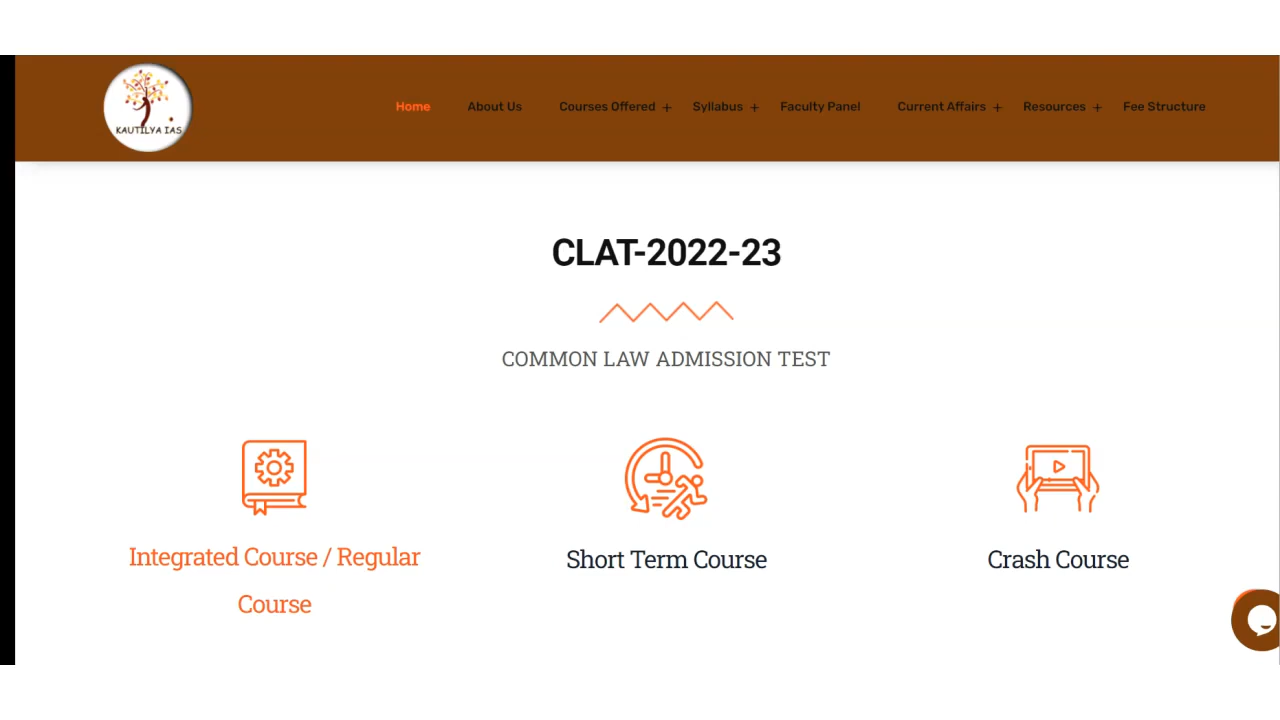 KAUTILYA IAS
Home About Us Courses Offered + Syllabus + Faculty Panel Current Affairs + Resources + Fee Structure
CLAT-2022-23
COMMON LAW ADMISSION TEST
Integrated Course / Regular
Course
Short Term Course
Crash Course